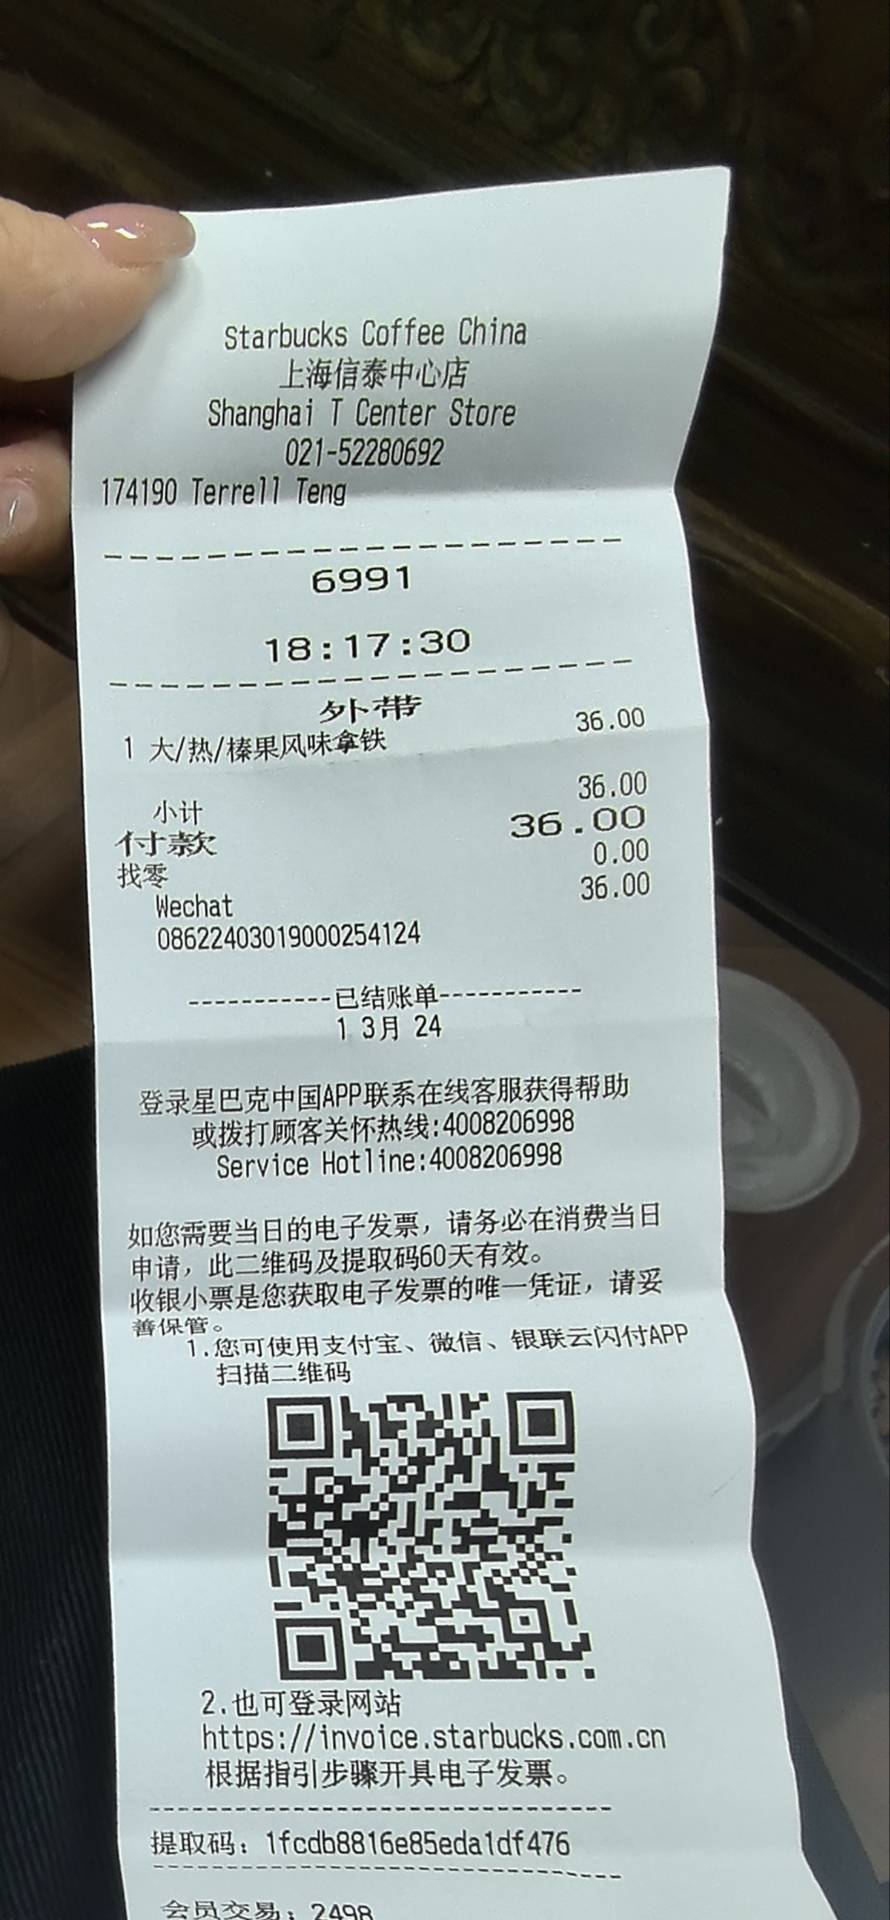 Starbucks Coffee China
上海信泰中心店
Shanghai T Center Store
021-52280692
174190 Terrell Teng
6991
18:17:30
外带
1 大/热/榛果风味拿铁 36.00
小计 36.00
付款 36.00
找零 0.00
Wechat 36.00
08622403019000254124
-----------已结账单-----------
1 3月 24
登录星巴克中国APP联系在线客服获得帮助
或拨打顾客关怀热线:4008206998
Service Hotline:4008206998
如您需要当日的电子发票，请务必在消费当日
申请，此二维码及提取码60天有效。
收银小票是您获取电子发票的唯一凭证，请妥
善保管。
1.您可使用支付宝、微信、银联云闪付APP
扫描二维码
2.也可登录网站
https://invoice.starbucks.com.cn
根据指引步骤开具电子发票。
提取码：1fcdb8816e85eda1df476
会员交易：2498